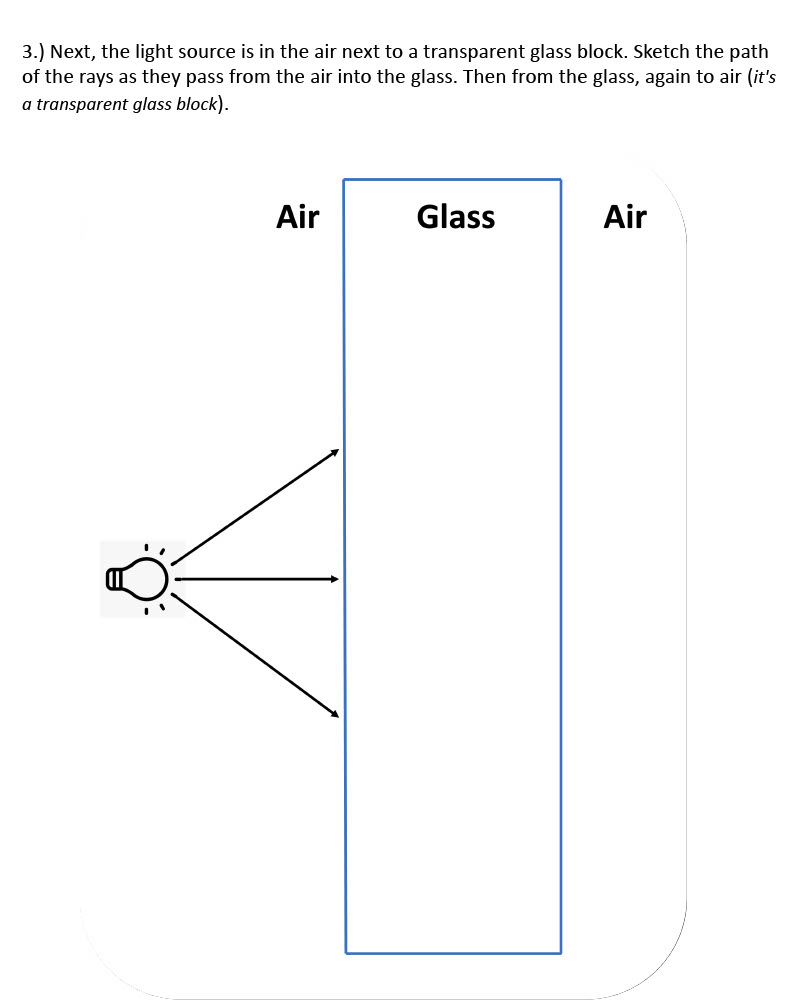 3.) Next, the light source is in the air next to a transparent glass block. Sketch the path
of the rays as they pass from the air into the glass. Then from the glass, again to air (it's
a transparent glass block).
Air
Glass
Air